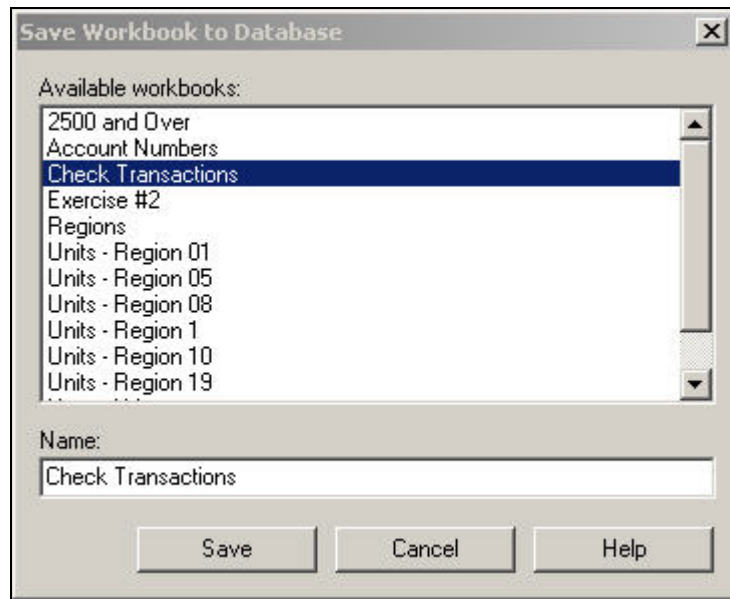 Save Workbook to Database
Available workbooks:
2500 and Over
Account Numbers
Check Transactions
Exercise #2
Regions
Units - Region 01
Units - Region 05
Units - Region 08
Units - Region 1
Units - Region 10
Units - Region 19
Name:
Check Transactions
Save Cancel Help